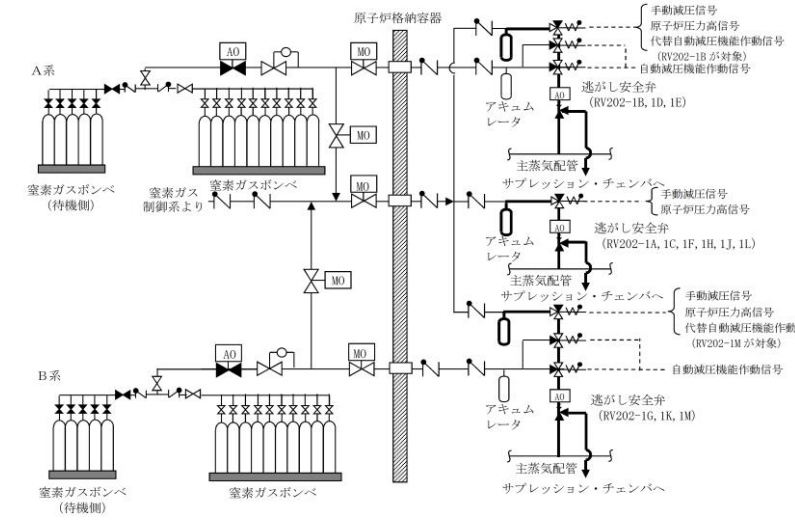 原子炉格納容器
手動減圧信号
原子炉圧力高信号
代替自動減圧機能作動信号
(RV202-1Bが対象)
自動減圧機能作動信号
AO
MO
A系
アキュム
レータ
AO
逃がし安全弁
(RV202-1B,1D,1E)
MO
主蒸気配管
サプレッション・チェンバへ
窒素ガスボンベ
(待機側)
窒素ガスボンベ
窒素ガス
制御系より
MO
手動減圧信号
原子炉圧力高信号
アキュム
レータ
AO
逃がし安全弁
(RV202-1A,1C,1F,1H,1J,1L)
MO
主蒸気配管
サプレッション・チェンバへ
手動減圧信号
原子炉圧力高信号
代替自動減圧機能作動
(RV202-1Mが対象)
自動減圧機能作動信号
B系
AO
MO
アキュム
レータ
AO
逃がし安全弁
(RV202-1G,1K,1M)
主蒸気配管
サプレッション・チェンバへ
窒素ガスボンベ
(待機側)
窒素ガスボンベ